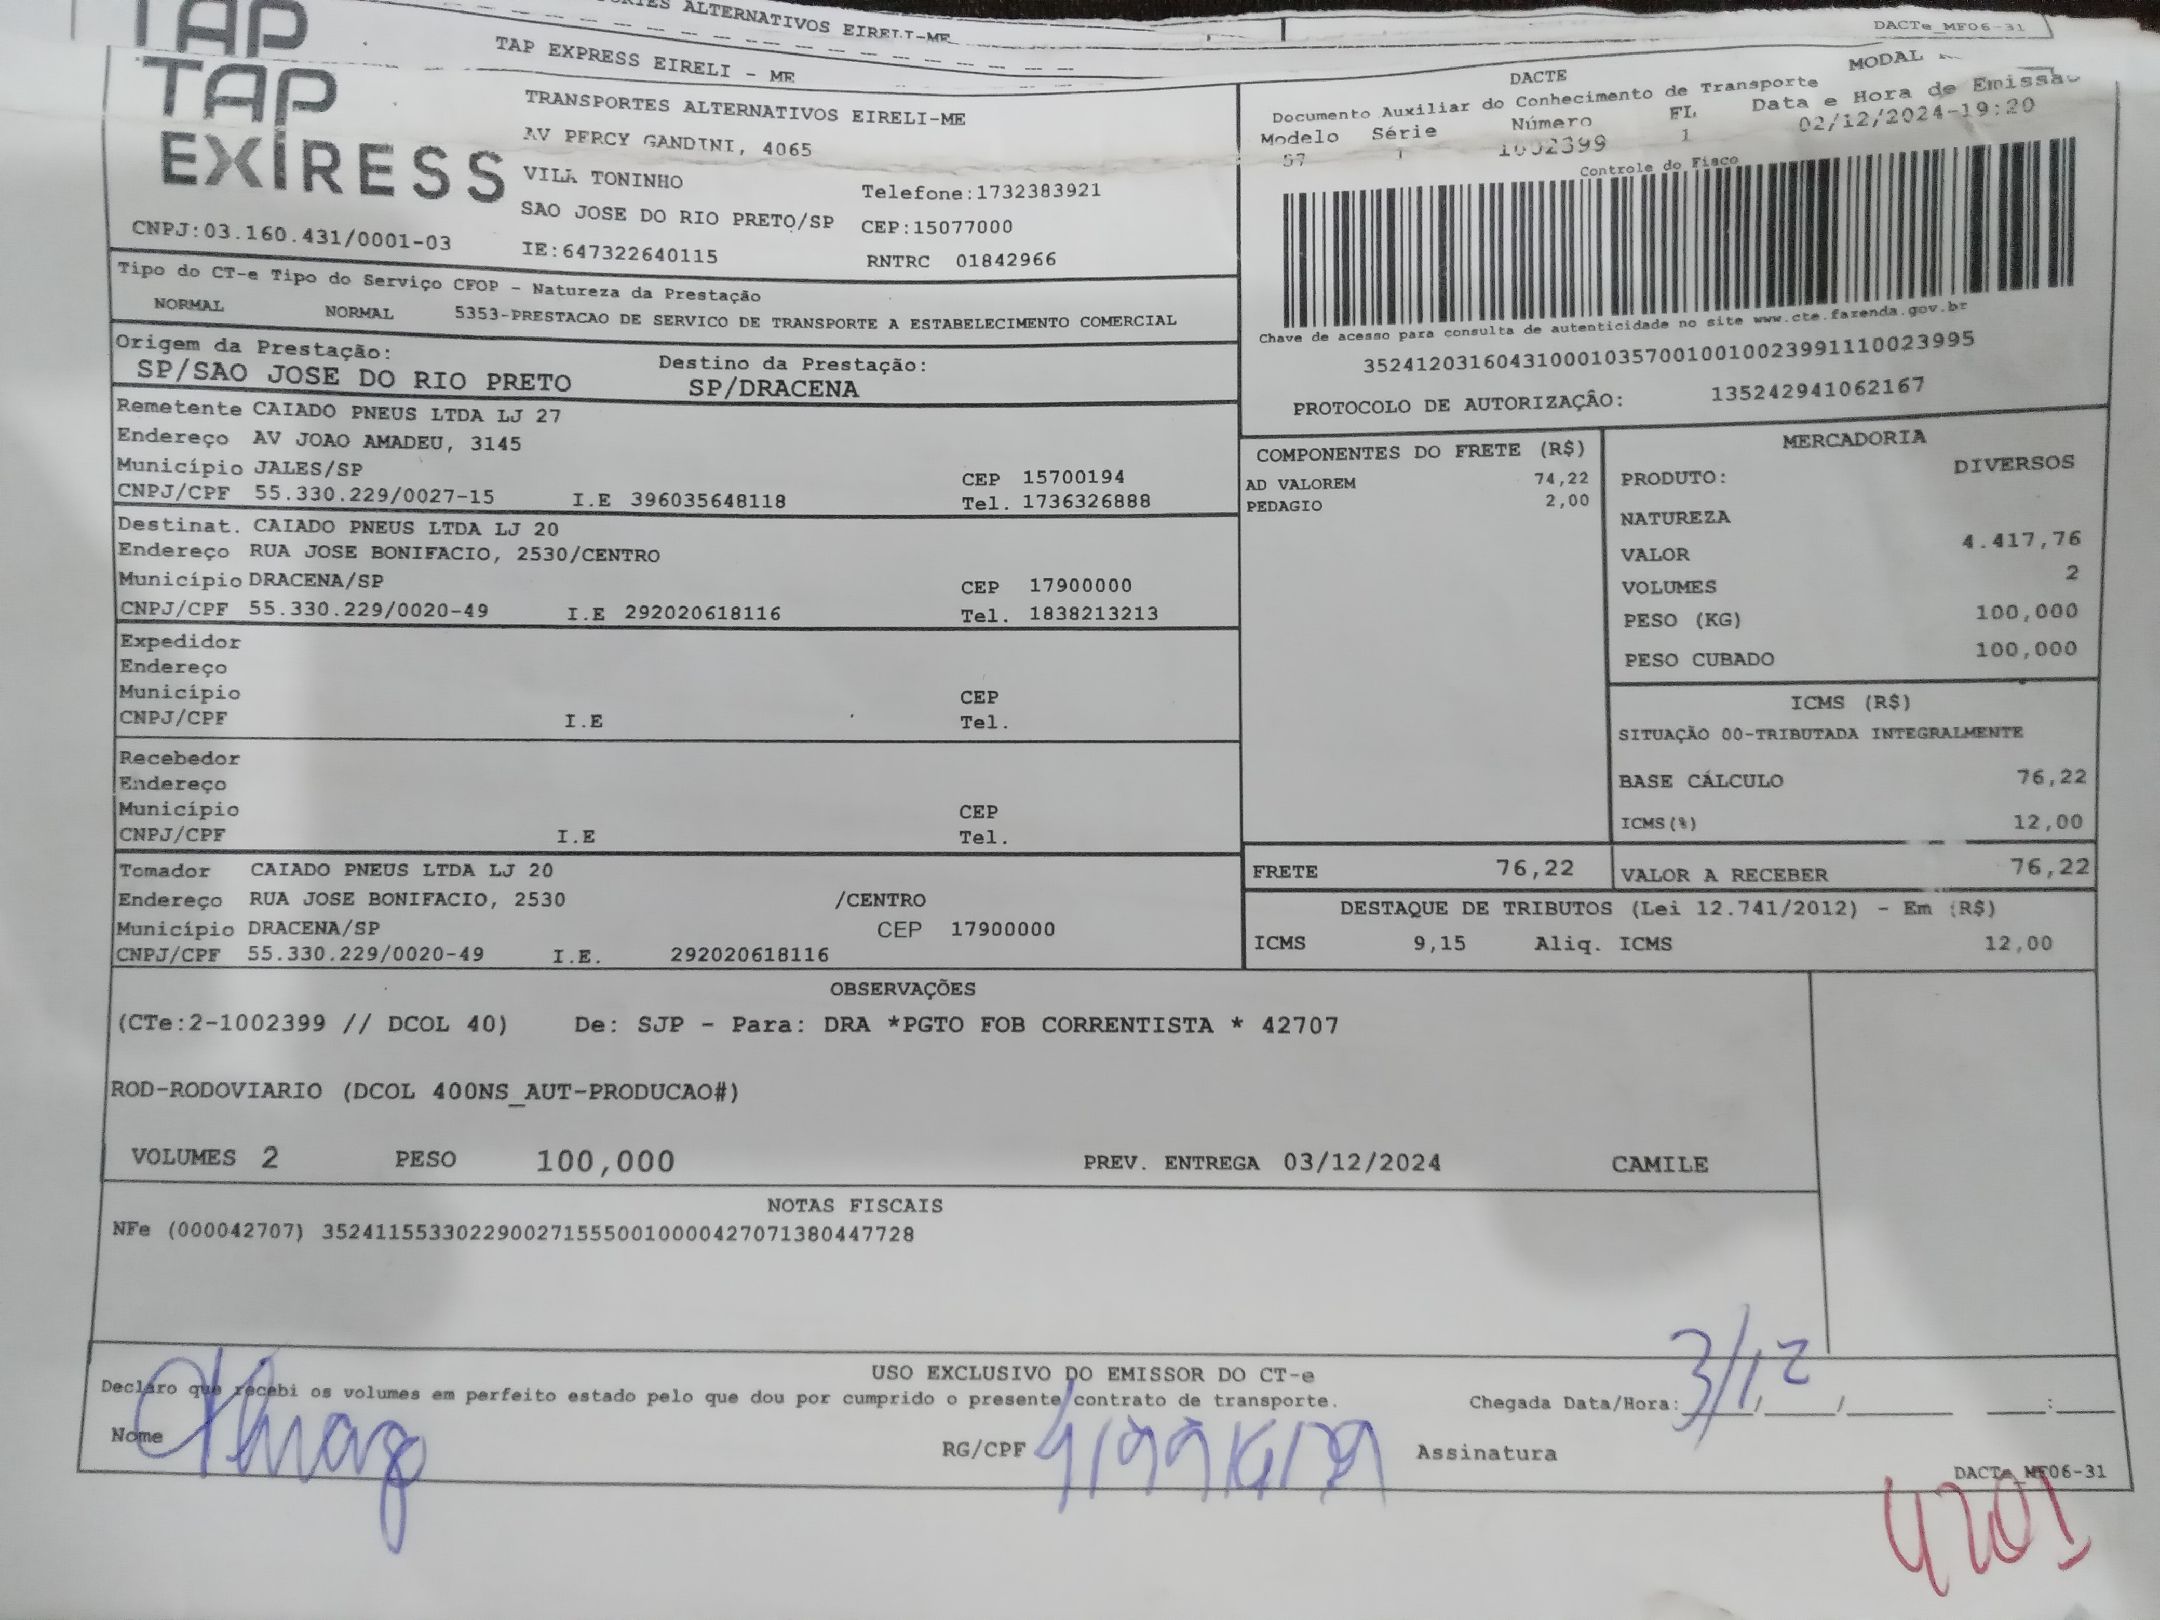 TAP
ALTERNATIVOS EIRELI-ME
DACTe_MF06-31
TAP EXPRESS EIRELI - ME
TAP
EXIRESS
TRANSPORTES ALTERNATIVOS EIRELI-ME
AV PERCY GANDINI, 4065
VILA TONINHO
Telefone:1732383921
SAO JOSE DO RIO PRETO/SP CEP:15077000
CNPJ:03.160.431/0001-03
IE:647322640115 RNTRC 01842966
DACTE
MODAL
Documento Auxiliar do Conhecimento de Transporte
Modelo Série Número FL Data e Hora de Emissão
57 1 1002399 1 02/12/2024-19:20
Controle do Fisco
Chave de acesso para consulta de autenticidade no site www.cte.fazenda.gov.br
35241203160431000103570010010023991110023995
PROTOCOLO DE AUTORIZAÇÃO: 135242941062167
Tipo do CT-e Tipo do Serviço CFOP - Natureza da Prestação
NORMAL NORMAL 5353-PRESTACAO DE SERVICO DE TRANSPORTE A ESTABELECIMENTO COMERCIAL
Origem da Prestação: Destino da Prestação:
SP/SAO JOSE DO RIO PRETO SP/DRACENA
Remetente CAIADO PNEUS LTDA LJ 27
Endereço AV JOAO AMADEU, 3145
Município JALES/SP CEP 15700194
CNPJ/CPF 55.330.229/0027-15 I.E 396035648118 Tel. 1736326888
Destinat. CAIADO PNEUS LTDA LJ 20
Endereço RUA JOSE BONIFACIO, 2530/CENTRO
Município DRACENA/SP CEP 17900000
CNPJ/CPF 55.330.229/0020-49 I.E 292020618116 Tel. 1838213213
Expedidor
Endereço
Município CEP
CNPJ/CPF I.E Tel.
Recebedor
Endereço
Município CEP
CNPJ/CPF I.E Tel.
Tomador CAIADO PNEUS LTDA LJ 20
Endereço RUA JOSE BONIFACIO, 2530 /CENTRO
Município DRACENA/SP CEP 17900000
CNPJ/CPF 55.330.229/0020-49 I.E. 292020618116
COMPONENTES DO FRETE (R$)
AD VALOREM 74,22
PEDAGIO 2,00
MERCADORIA
PRODUTO: DIVERSOS
NATUREZA
VALOR 4.417,76
VOLUMES 2
PESO (KG) 100,000
PESO CUBADO 100,000
ICMS (R$)
SITUAÇÃO 00-TRIBUTADA INTEGRALMENTE
BASE CÁLCULO 76,22
ICMS(%) 12,00
FRETE 76,22 VALOR A RECEBER 76,22
DESTAQUE DE TRIBUTOS (Lei 12.741/2012) - Em (R$)
ICMS 9,15 Aliq. ICMS 12,00
OBSERVAÇÕES
(CTe:2-1002399 // DCOL 40) De: SJP - Para: DRA *PGTO FOB CORRENTISTA * 42707
ROD-RODOVIARIO (DCOL 400NS_AUT-PRODUCAO#)
VOLUMES 2 PESO 100,000 PREV. ENTREGA 03/12/2024 CAMILE
NOTAS FISCAIS
NFe (000042707) 35241155330229002715550010000427071380447728
USO EXCLUSIVO DO EMISSOR DO CT-e
Declaro que recebi os volumes em perfeito estado pelo que dou por cumprido o presente contrato de transporte.
Chegada Data/Hora: 3/12 / / :
Nome RG/CPF Assinatura
DACTe_MF06-31
4201